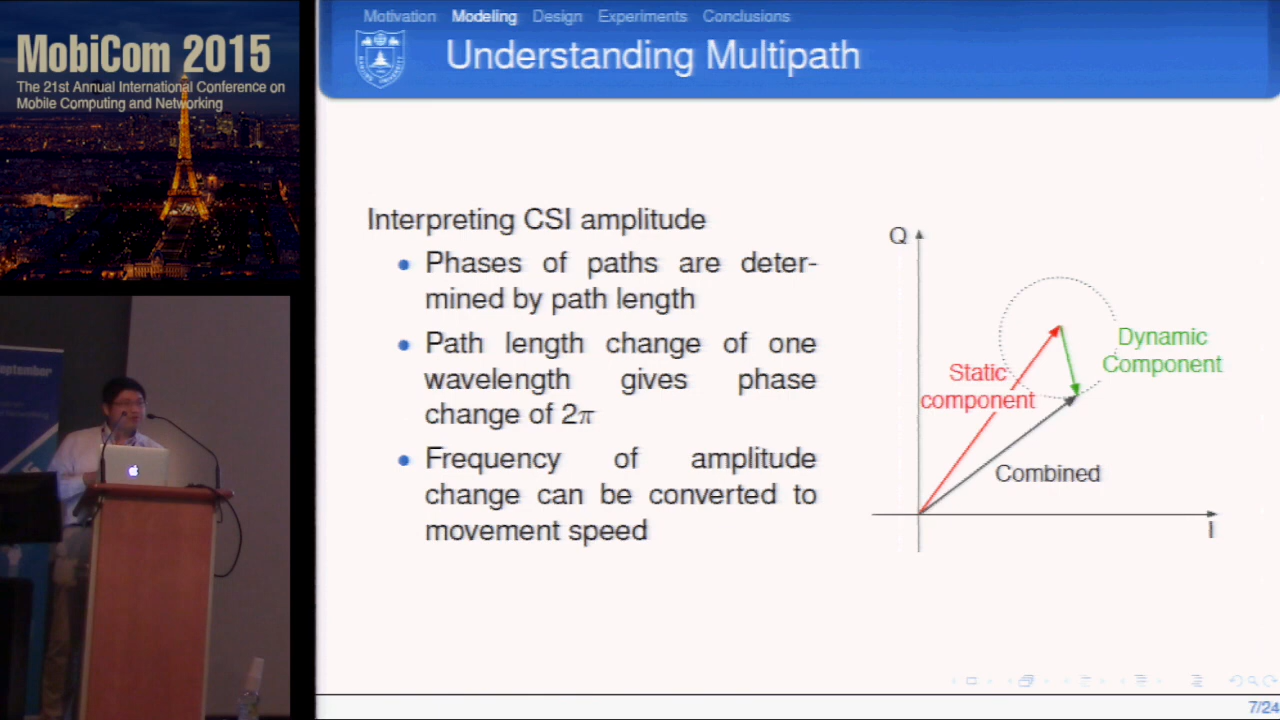 MobiCom 2015
The 21st Annual International Conference on
Mobile Computing and Networking
Motivation Modeling Design Experiments Conclusions
Understanding Multipath
Interpreting CSI amplitude
Phases of paths are deter-
mined by path length
Path length change of one
wavelength gives phase
change of 2π
Frequency of amplitude
change can be converted to
movement speed
Q
Dynamic
Component
Static
component
Combined
I
7/24